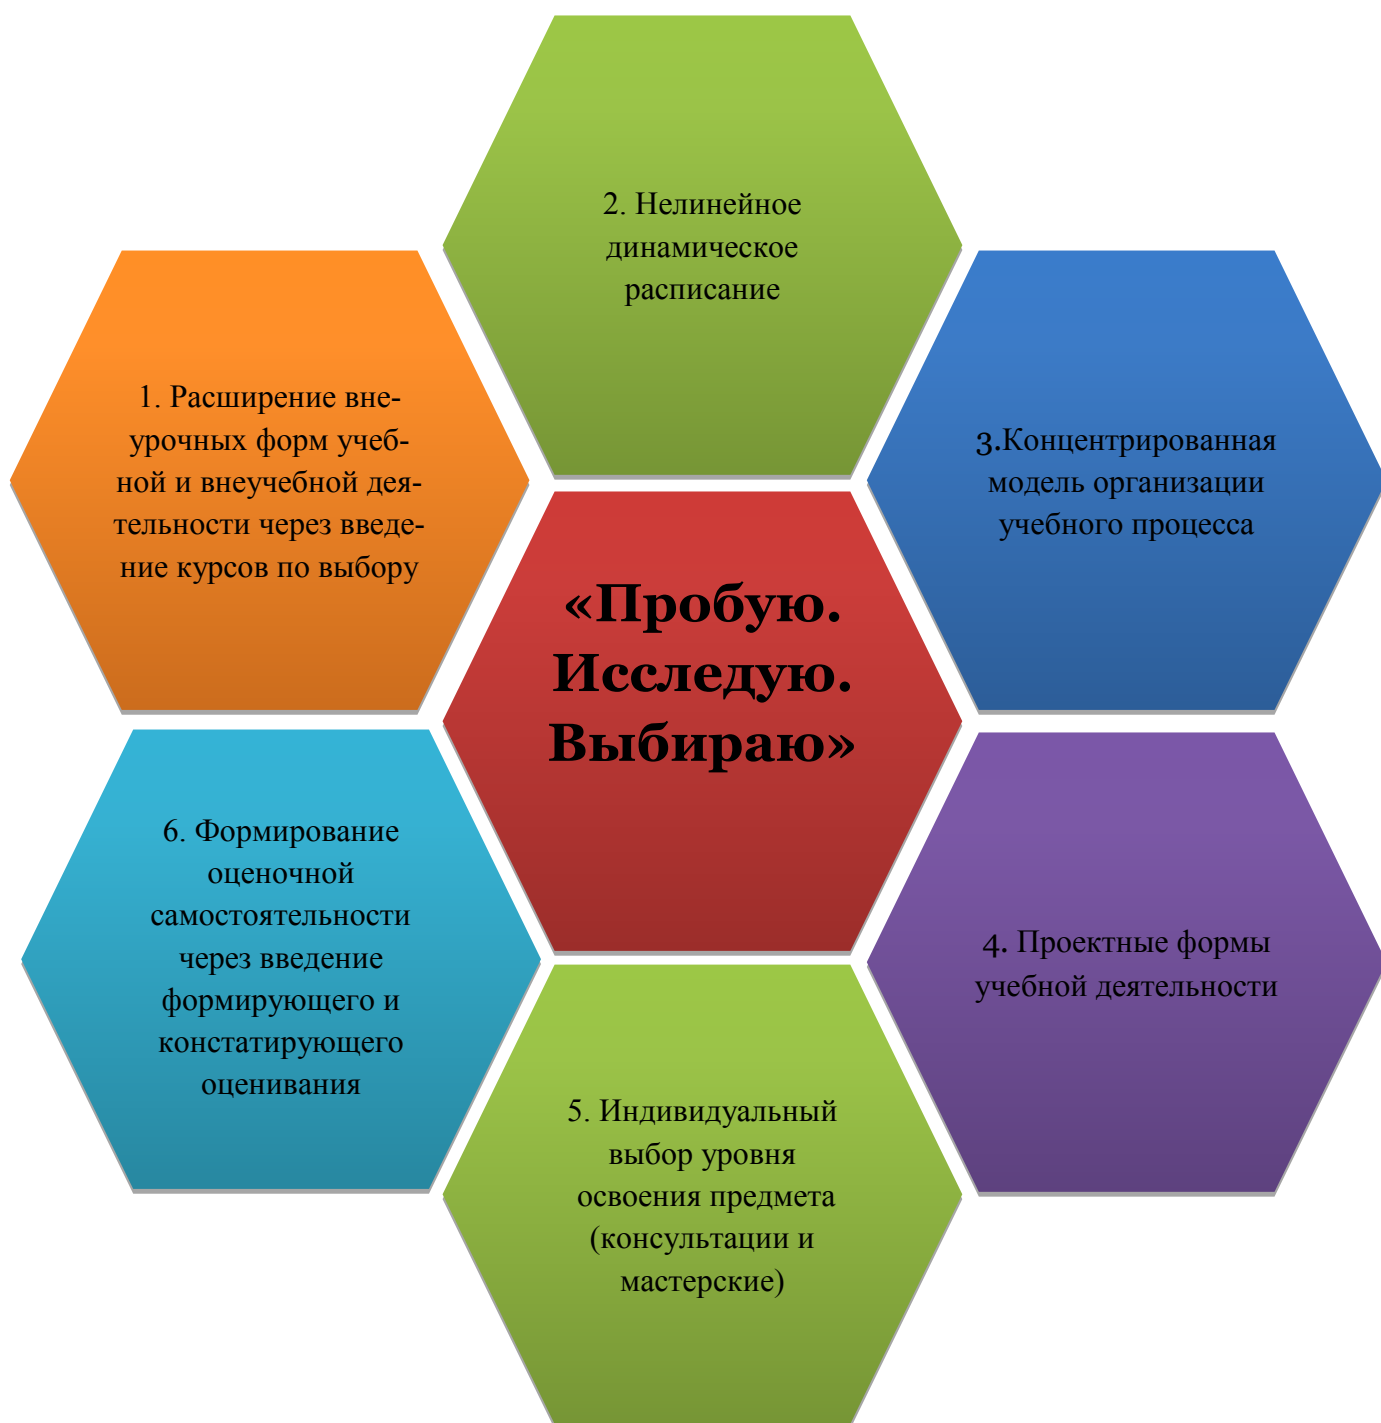 2. Нелинейное
динамическое
расписание
1. Расширение вне-
урочных форм учеб-
ной и внеучебной дея-
тельности через введе-
ние курсов по выбору
3.Концентрированная
модель организации
учебного процесса
«Пробую.
Исследую.
Выбираю»
6. Формирование
оценочной
самостоятельности
через введение
формирующего и
констатирующего
оценивания
4. Проектные формы
учебной деятельности
5. Индивидуальный
выбор уровня
освоения предмета
(консультации и
мастерские)